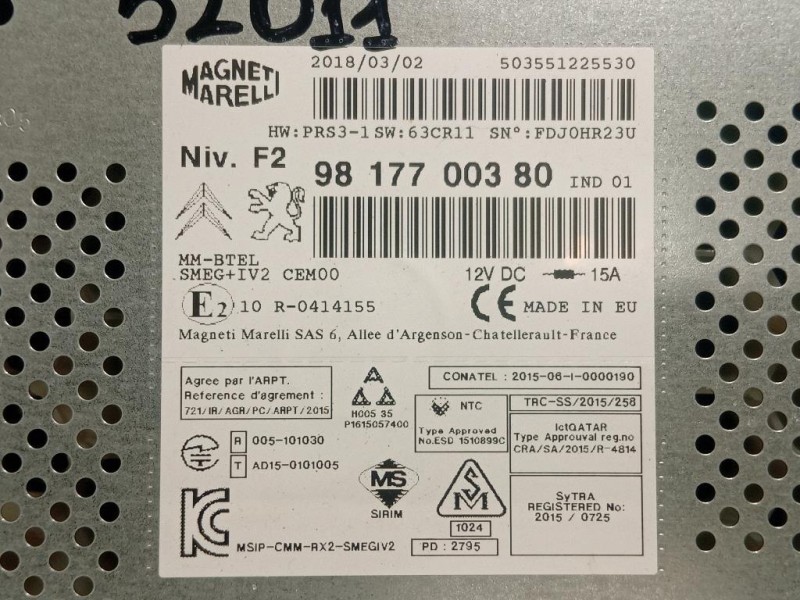 52011
MAGNETI
MARELLI
2018/03/02 503551225530
HW:PRS3-1 SW:63CR11 SN°:FDJ0HR23U
Niv. F2
98 177 003 80 IND 01
MM-BTEL
SMEG+IV2 CEM00
12V DC 15A
E2 10 R-0414155
CE MADE IN EU
Magneti Marelli SAS 6, Allee d'Argenson-Chatellerault-France
Agree par l'ARPT.
Reference d'agrement :
721/IR/AGR/PC/ARPT/2015
H005 35
P1615057400
CONATEL : 2015-06-I-0000190
NTC
Type Approved
No.ESD 1510899C
TRC-SS/2015/256
IctQATAR
Type Approuval reg.no
CRA/SA/2015/R-4814
R 005-101030
T AD15-0101005
MS
SIRIM
SM
1024
PD : 2795
SyTRA
REGISTERED No:
2015 / 0725
KC
MSIP-CMM-RX2-SMEGIV2